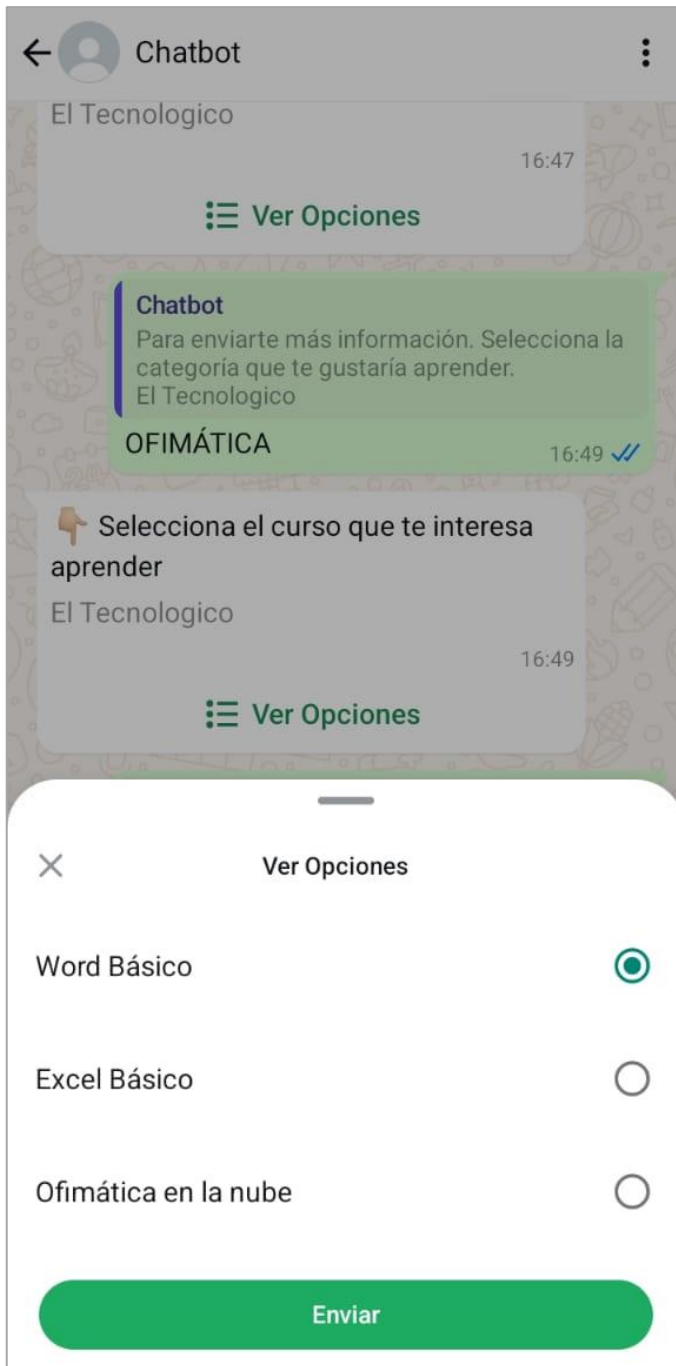 Chatbot
El Tecnologico
16:47
Ver Opciones
Chatbot
Para enviarte más información. Selecciona la
categoría que te gustaría aprender.
El Tecnologico
OFIMÁTICA
16:49
👇🏼 Selecciona el curso que te interesa
aprender
El Tecnologico
16:49
Ver Opciones
Ver Opciones
Word Básico
Excel Básico
Ofimática en la nube
Enviar